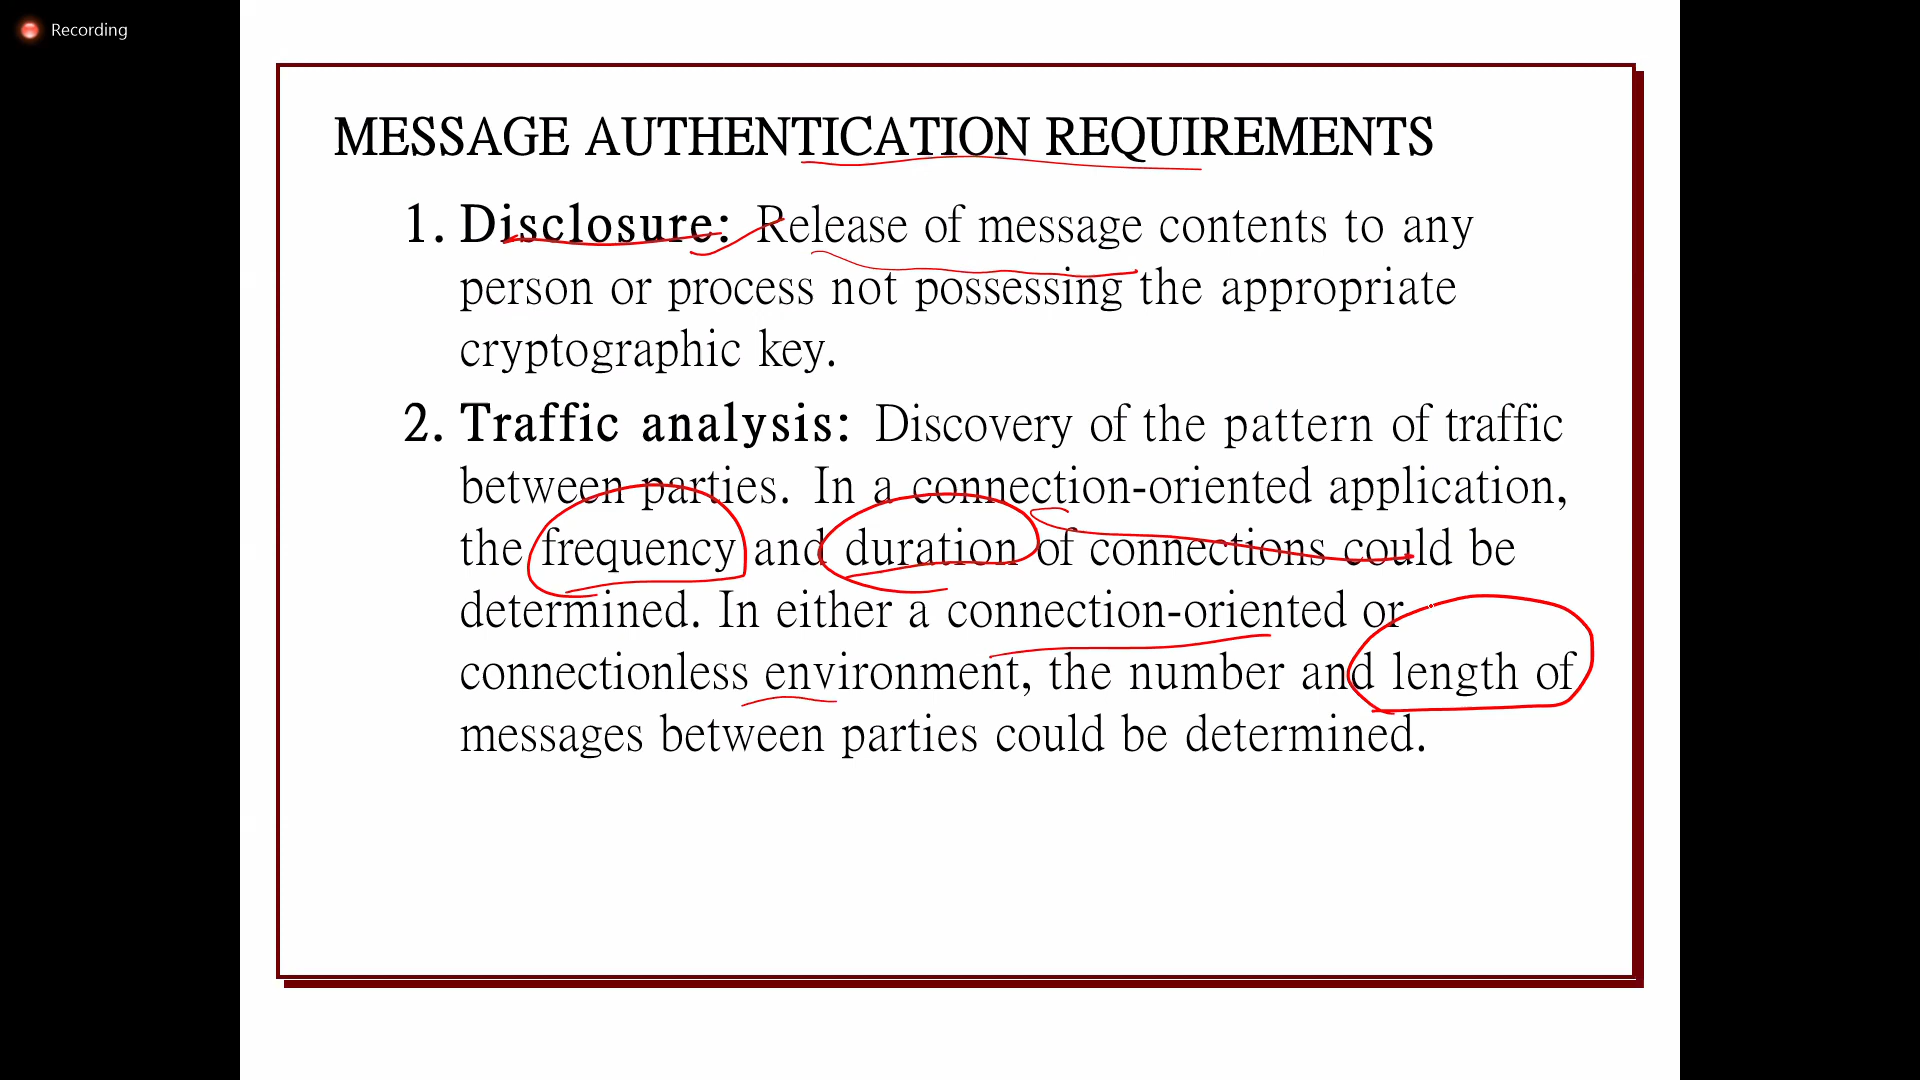 Recording
MESSAGE AUTHENTICATION REQUIREMENTS
1. Disclosure: Release of message contents to any
person or process not possessing the appropriate
cryptographic key.
2. Traffic analysis: Discovery of the pattern of traffic
between parties. In a connection-oriented application,
the frequency and duration of connections could be
determined. In either a connection-oriented or
connectionless environment, the number and length of
messages between parties could be determined.